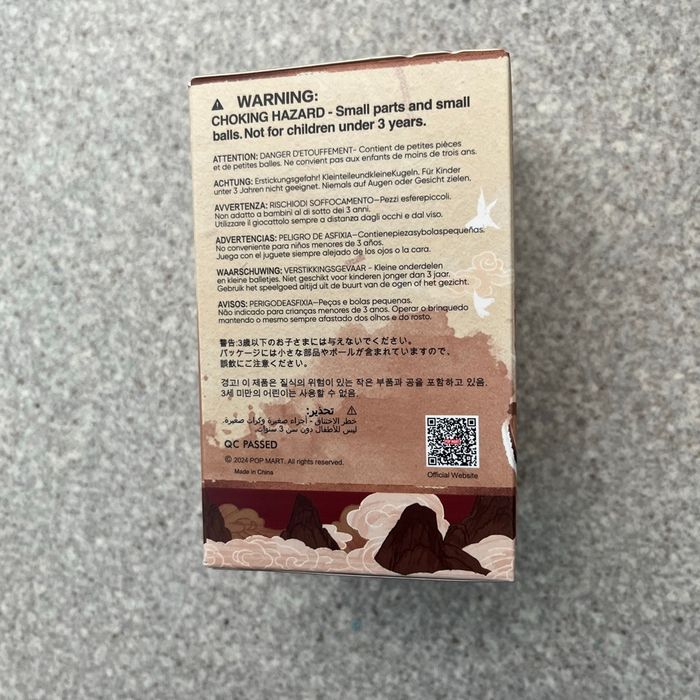 ⚠ WARNING:
CHOKING HAZARD - Small parts and small
balls. Not for children under 3 years.
ATTENTION: DANGER D'ETOUFFEMENT- Contient de petites pièces
et de petites balles. Ne convient pas aux enfants de moins de trois ans.
ACHTUNG: Erstickungsgefahr! KleinteileundkleineKugeln. Für Kinder
unter 3 Jahren nicht geeignet. Niemals auf Augen oder Gesicht zielen.
AVVERTENZA: RISCHIODI SOFFOCAMENTO—Pezzi esferepiccoli.
Non adatto a bambini al di sotto dei 3 anni.
Utilizzare il giocattolo sempre a distanza dagli occhi e dal viso.
ADVERTENCIAS: PELIGRO DE ASFIXIA—Contienepiezasybolaspequeñas.
No conveniente para niños menores de 3 años.
Juega con el juguete siempre alejado de los ojos o la cara.
WAARSCHUWING: VERSTIKKINGSGEVAAR - Kleine onderdelen
en kleine balletjes. Niet geschikt voor kinderen jonger dan 3 jaar.
Gebruik het speelgoed altijd uit de buurt van de ogen of het gezicht.
AVISOS: PERIGODEASFIXIA—Peças e bolas pequenas.
Não indicado para crianças menores de 3 anos. Operar o brinquedo
mantendo o mesmo sempre afastado dos olhos e do rosto.
警告:3歳以下のお子さまには与えないでください。
パッケージには小さな部品やボールが含まれていますので、
誤飲にご注意ください。
경고! 이 제품은 질식의 위험이 있는 작은 부품과 공을 포함하고 있음.
3세 미만의 어린이는 사용할 수 없음.
⚠ تحذير:
خطر الاختناق - أجزاء صغيرة وكرات صغيرة.
ليس للأطفال دون سن 3 سنوات.
QC PASSED
© 2024 POP MART. All rights reserved.
Made in China
Official Website